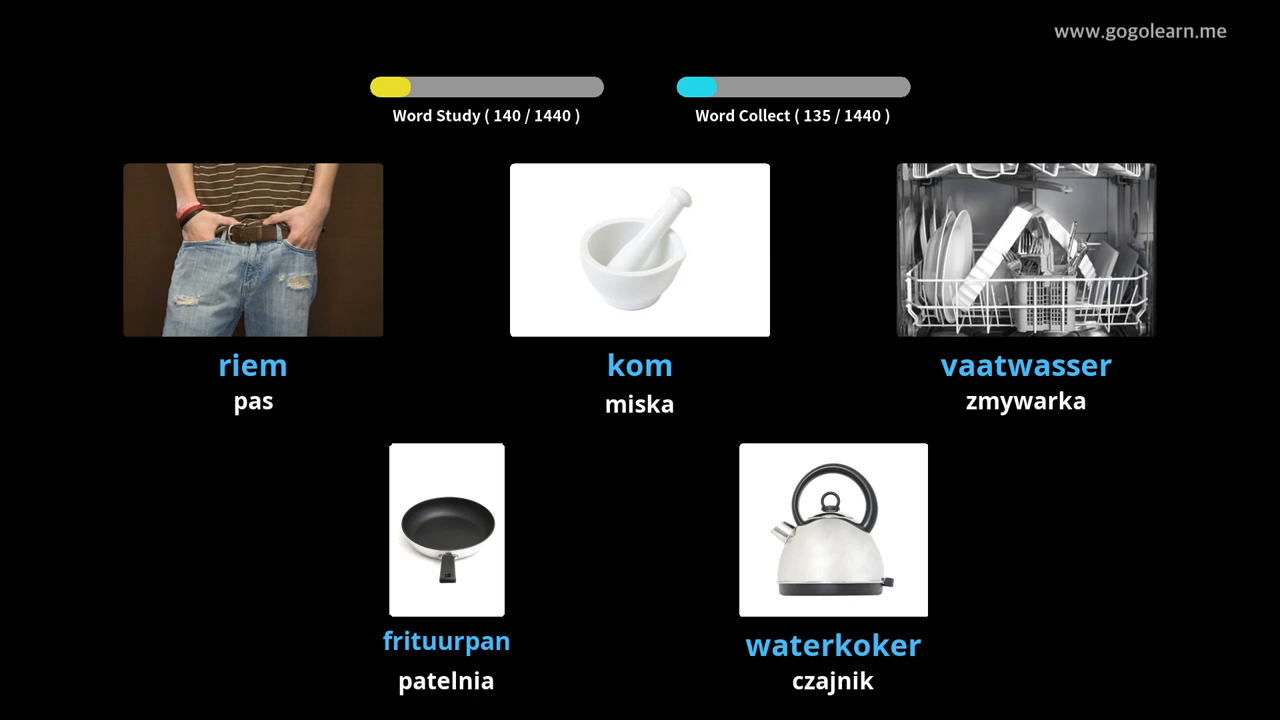 www.gogolearn.me
Word Study ( 140 / 1440 )
Word Collect ( 135 / 1440 )
riem
pas
kom
miska
vaatwasser
zmywarka
frituurpan
patelnia
waterkoker
czajnik